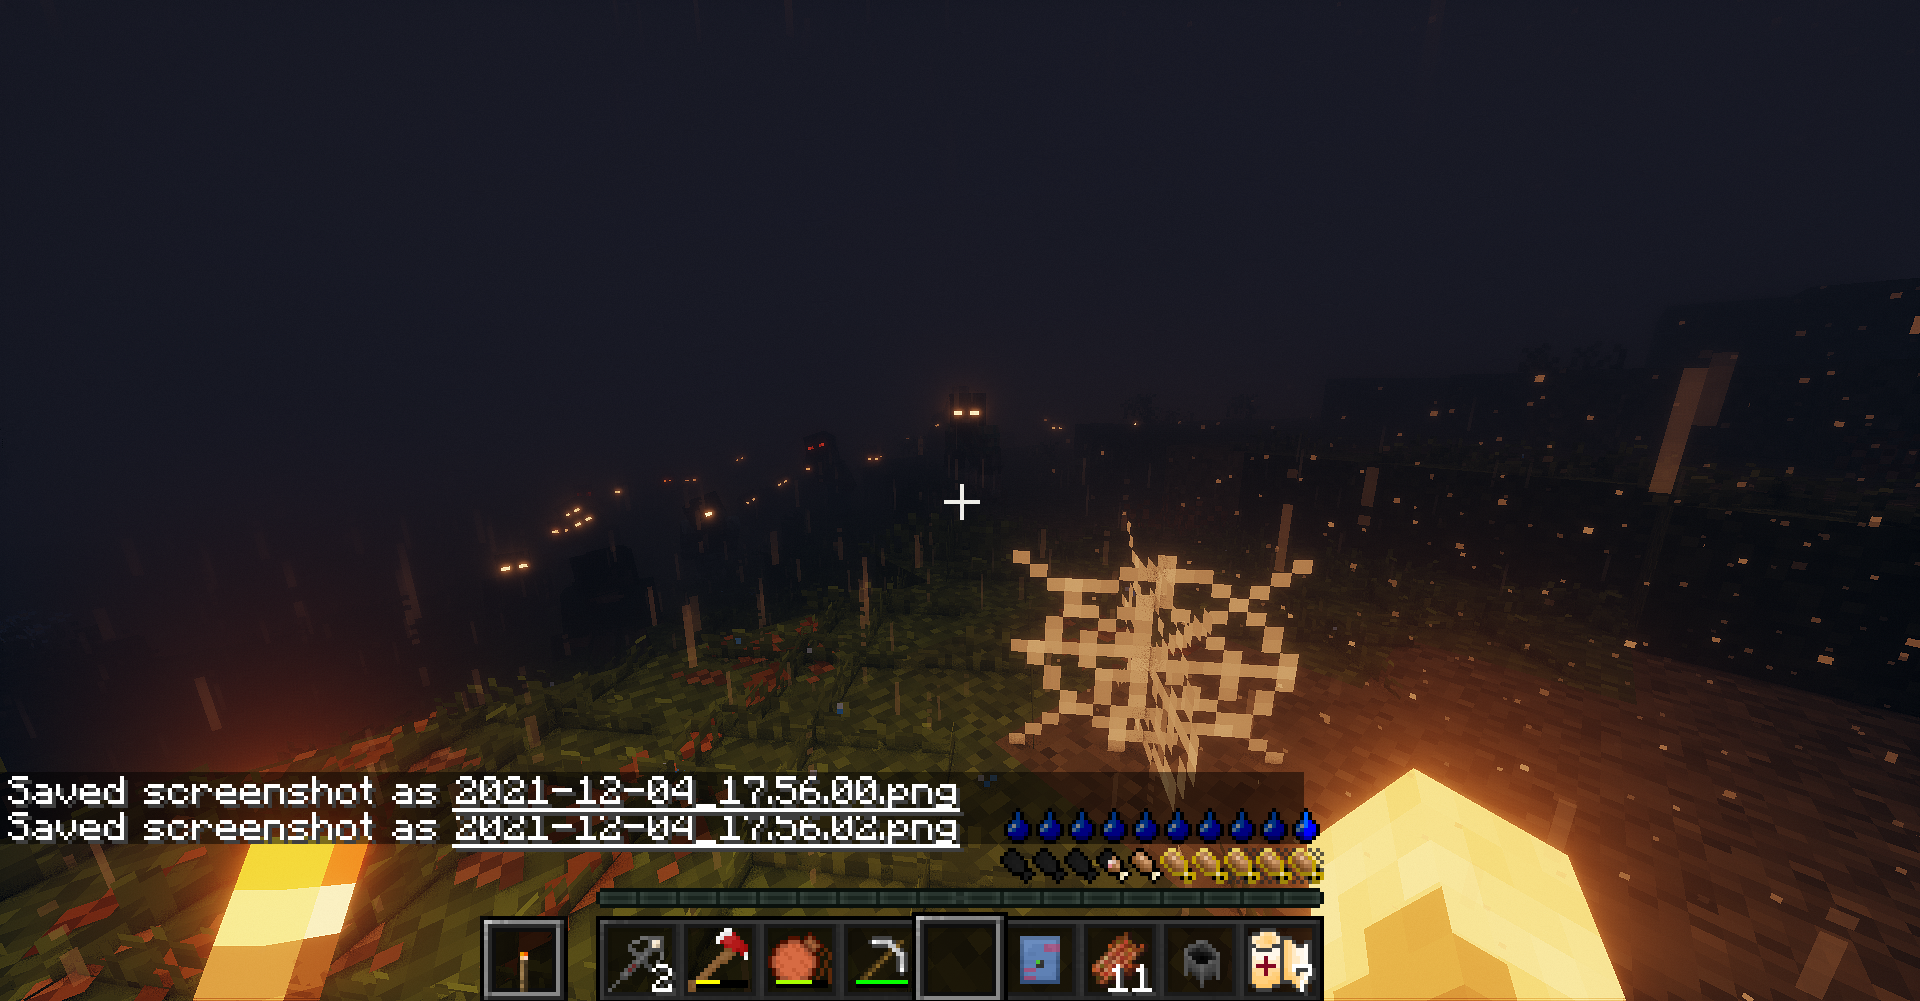 Saved screenshot as 2021-12-04_17.56.00.png
Saved screenshot as 2021-12-04_17.56.02.png
2
11